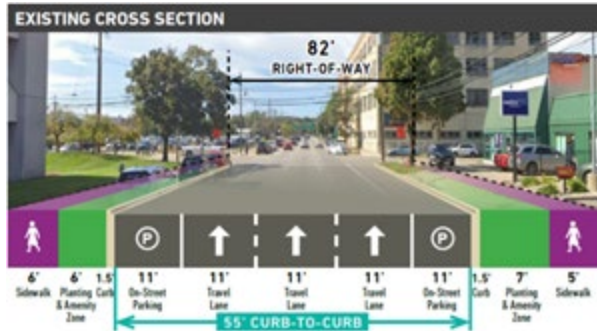 EXISTING CROSS SECTION
82'
RIGHT-OF-WAY
P
P
6' 6' 1.5' 11' 11' 11' 11' 11' 1.5' 7' 5'
Sidewalk Planting Curb On-Street Travel Travel Travel On-Street Curb Planting Sidewalk
& Amenity Parking Lane Lane Lane Parking & Amenity
Zone Zone
55' CURB-TO-CURB